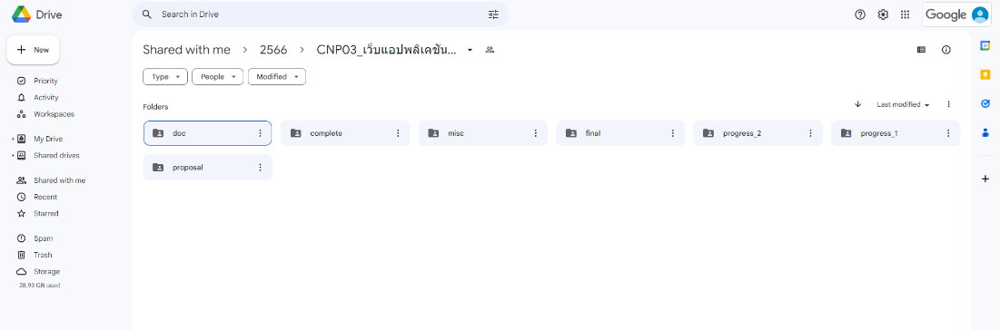 Drive
Search in Drive
Google
New
Priority
Activity
Workspaces
My Drive
Shared drives
Shared with me
Recent
Starred
Spam
Trash
Storage
28.93 GB used
Shared with me > 2566 > CNP03_เว็บแอปพลิเคชัน...
Type People Modified
Folders
Last modified
doc complete misc final progress_2 progress_1
proposal
31